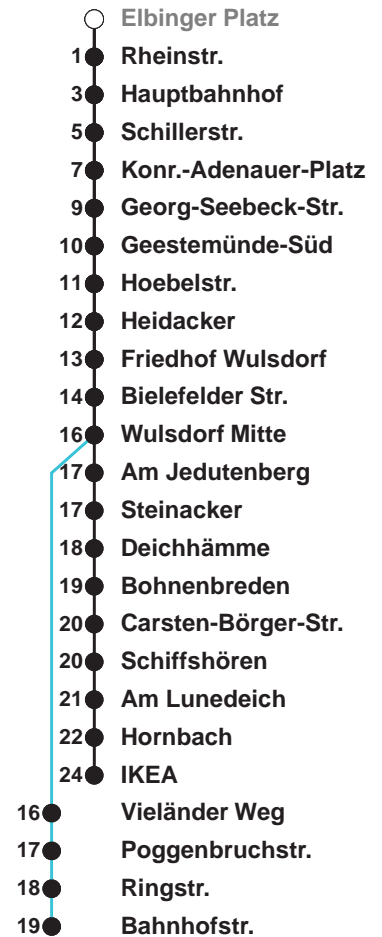 Elbinger Platz
1 Rheinstr.
3 Hauptbahnhof
5 Schillerstr.
7 Konr.-Adenauer-Platz
9 Georg-Seebeck-Str.
10 Geestemünde-Süd
11 Hoebelstr.
12 Heidacker
13 Friedhof Wulsdorf
14 Bielefelder Str.
16 Wulsdorf Mitte
17 Am Jedutenberg
17 Steinacker
18 Deichhämme
19 Bohnenbreden
20 Carsten-Börger-Str.
20 Schiffshören
21 Am Lunedeich
22 Hornbach
24 IKEA
16 Vieländer Weg
17 Poggenbruchstr.
18 Ringstr.
19 Bahnhofstr.